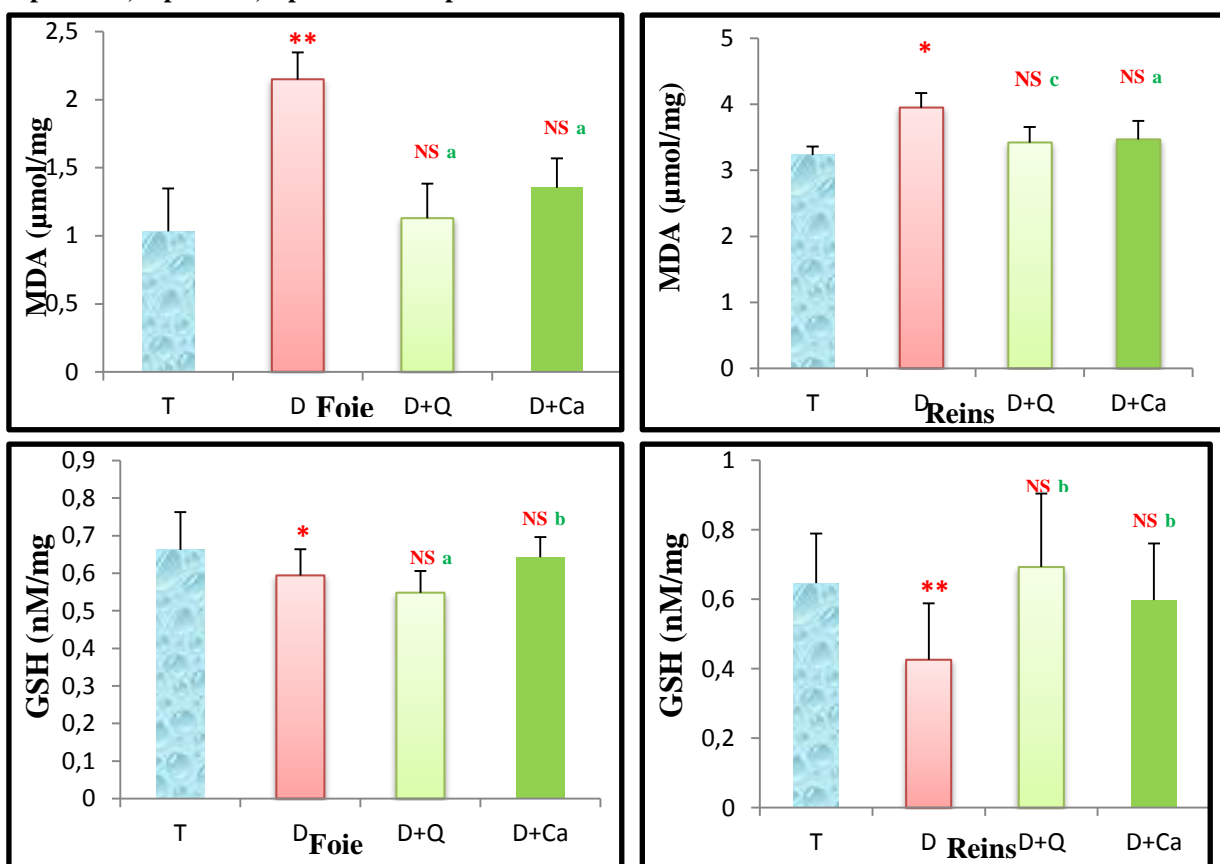 2,5
2
1,5
1
0,5
0
MDA (µmol/mg
**
NS a
NS a
T D D+Q D+Ca
Foie
5
4
3
2
1
0
MDA (µmol/mg)
*
NS c
NS a
T D D+Q D+Ca
Reins
0,9
0,8
0,7
0,6
0,5
0,4
0,3
0,2
0,1
0
GSH (nM/mg
*
NS a
NS b
T D D+Q D+Ca
Foie
1
0,8
0,6
0,4
0,2
0
GSH (nM/mg
**
NS b
NS b
T D D+Q D+Ca
Reins